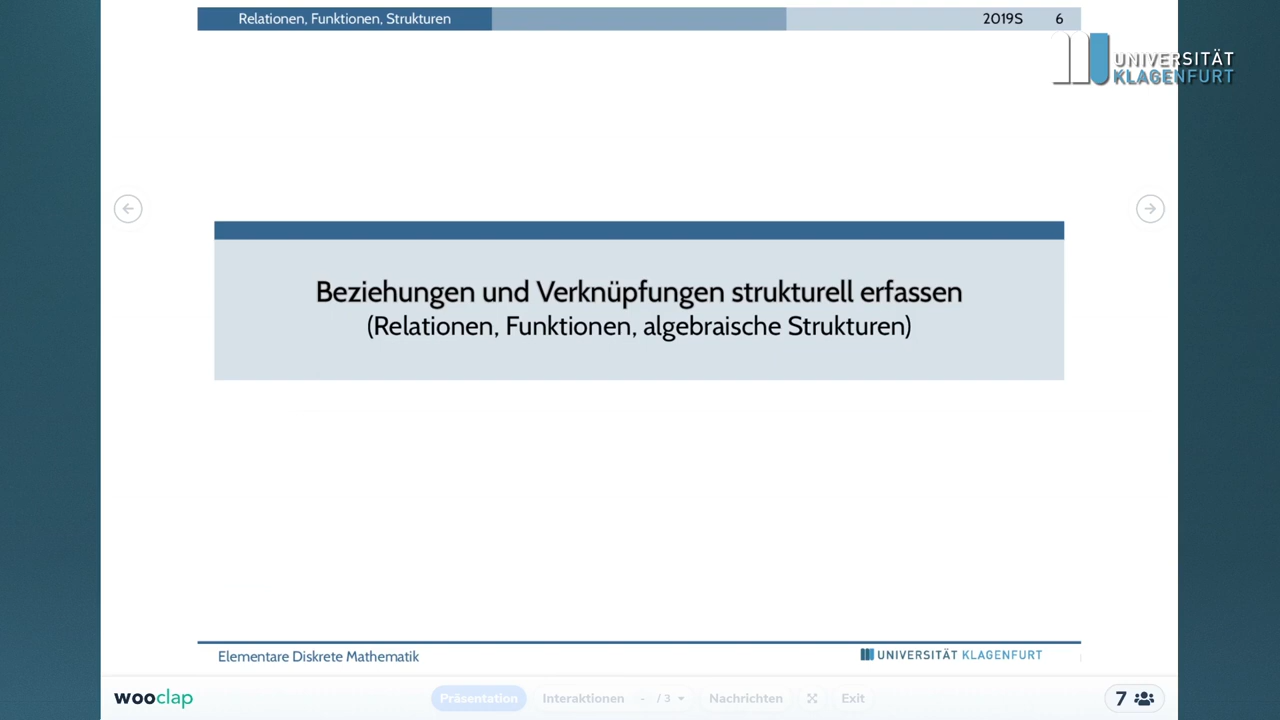 Relationen, Funktionen, Strukturen
2019S 6
UNIVERSITÄT
KLAGENFURT
Beziehungen und Verknüpfungen strukturell erfassen
(Relationen, Funktionen, algebraische Strukturen)
Elementare Diskrete Mathematik
UNIVERSITÄT KLAGENFURT
wooclap
Präsentation Interaktionen - / 3 Nachrichten Exit
7